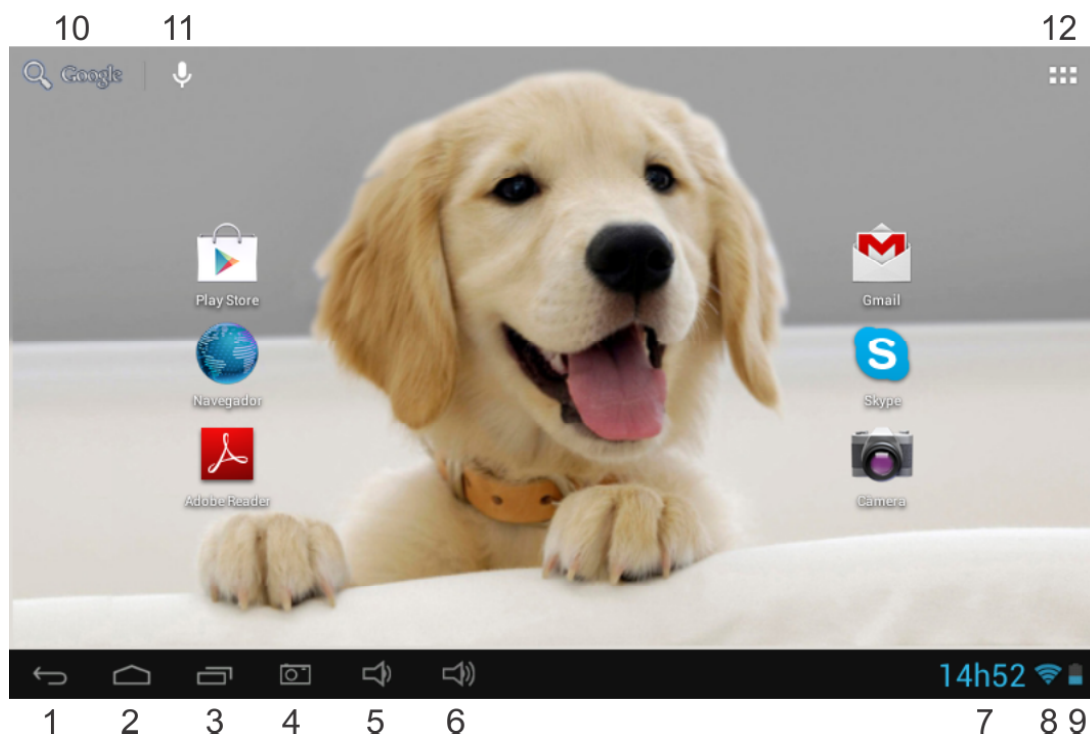 10 11 12
Google
Play Store Gmail
Navegador Skype
Adobe Reader Camera
14h52
1 2 3 4 5 6 7 8 9